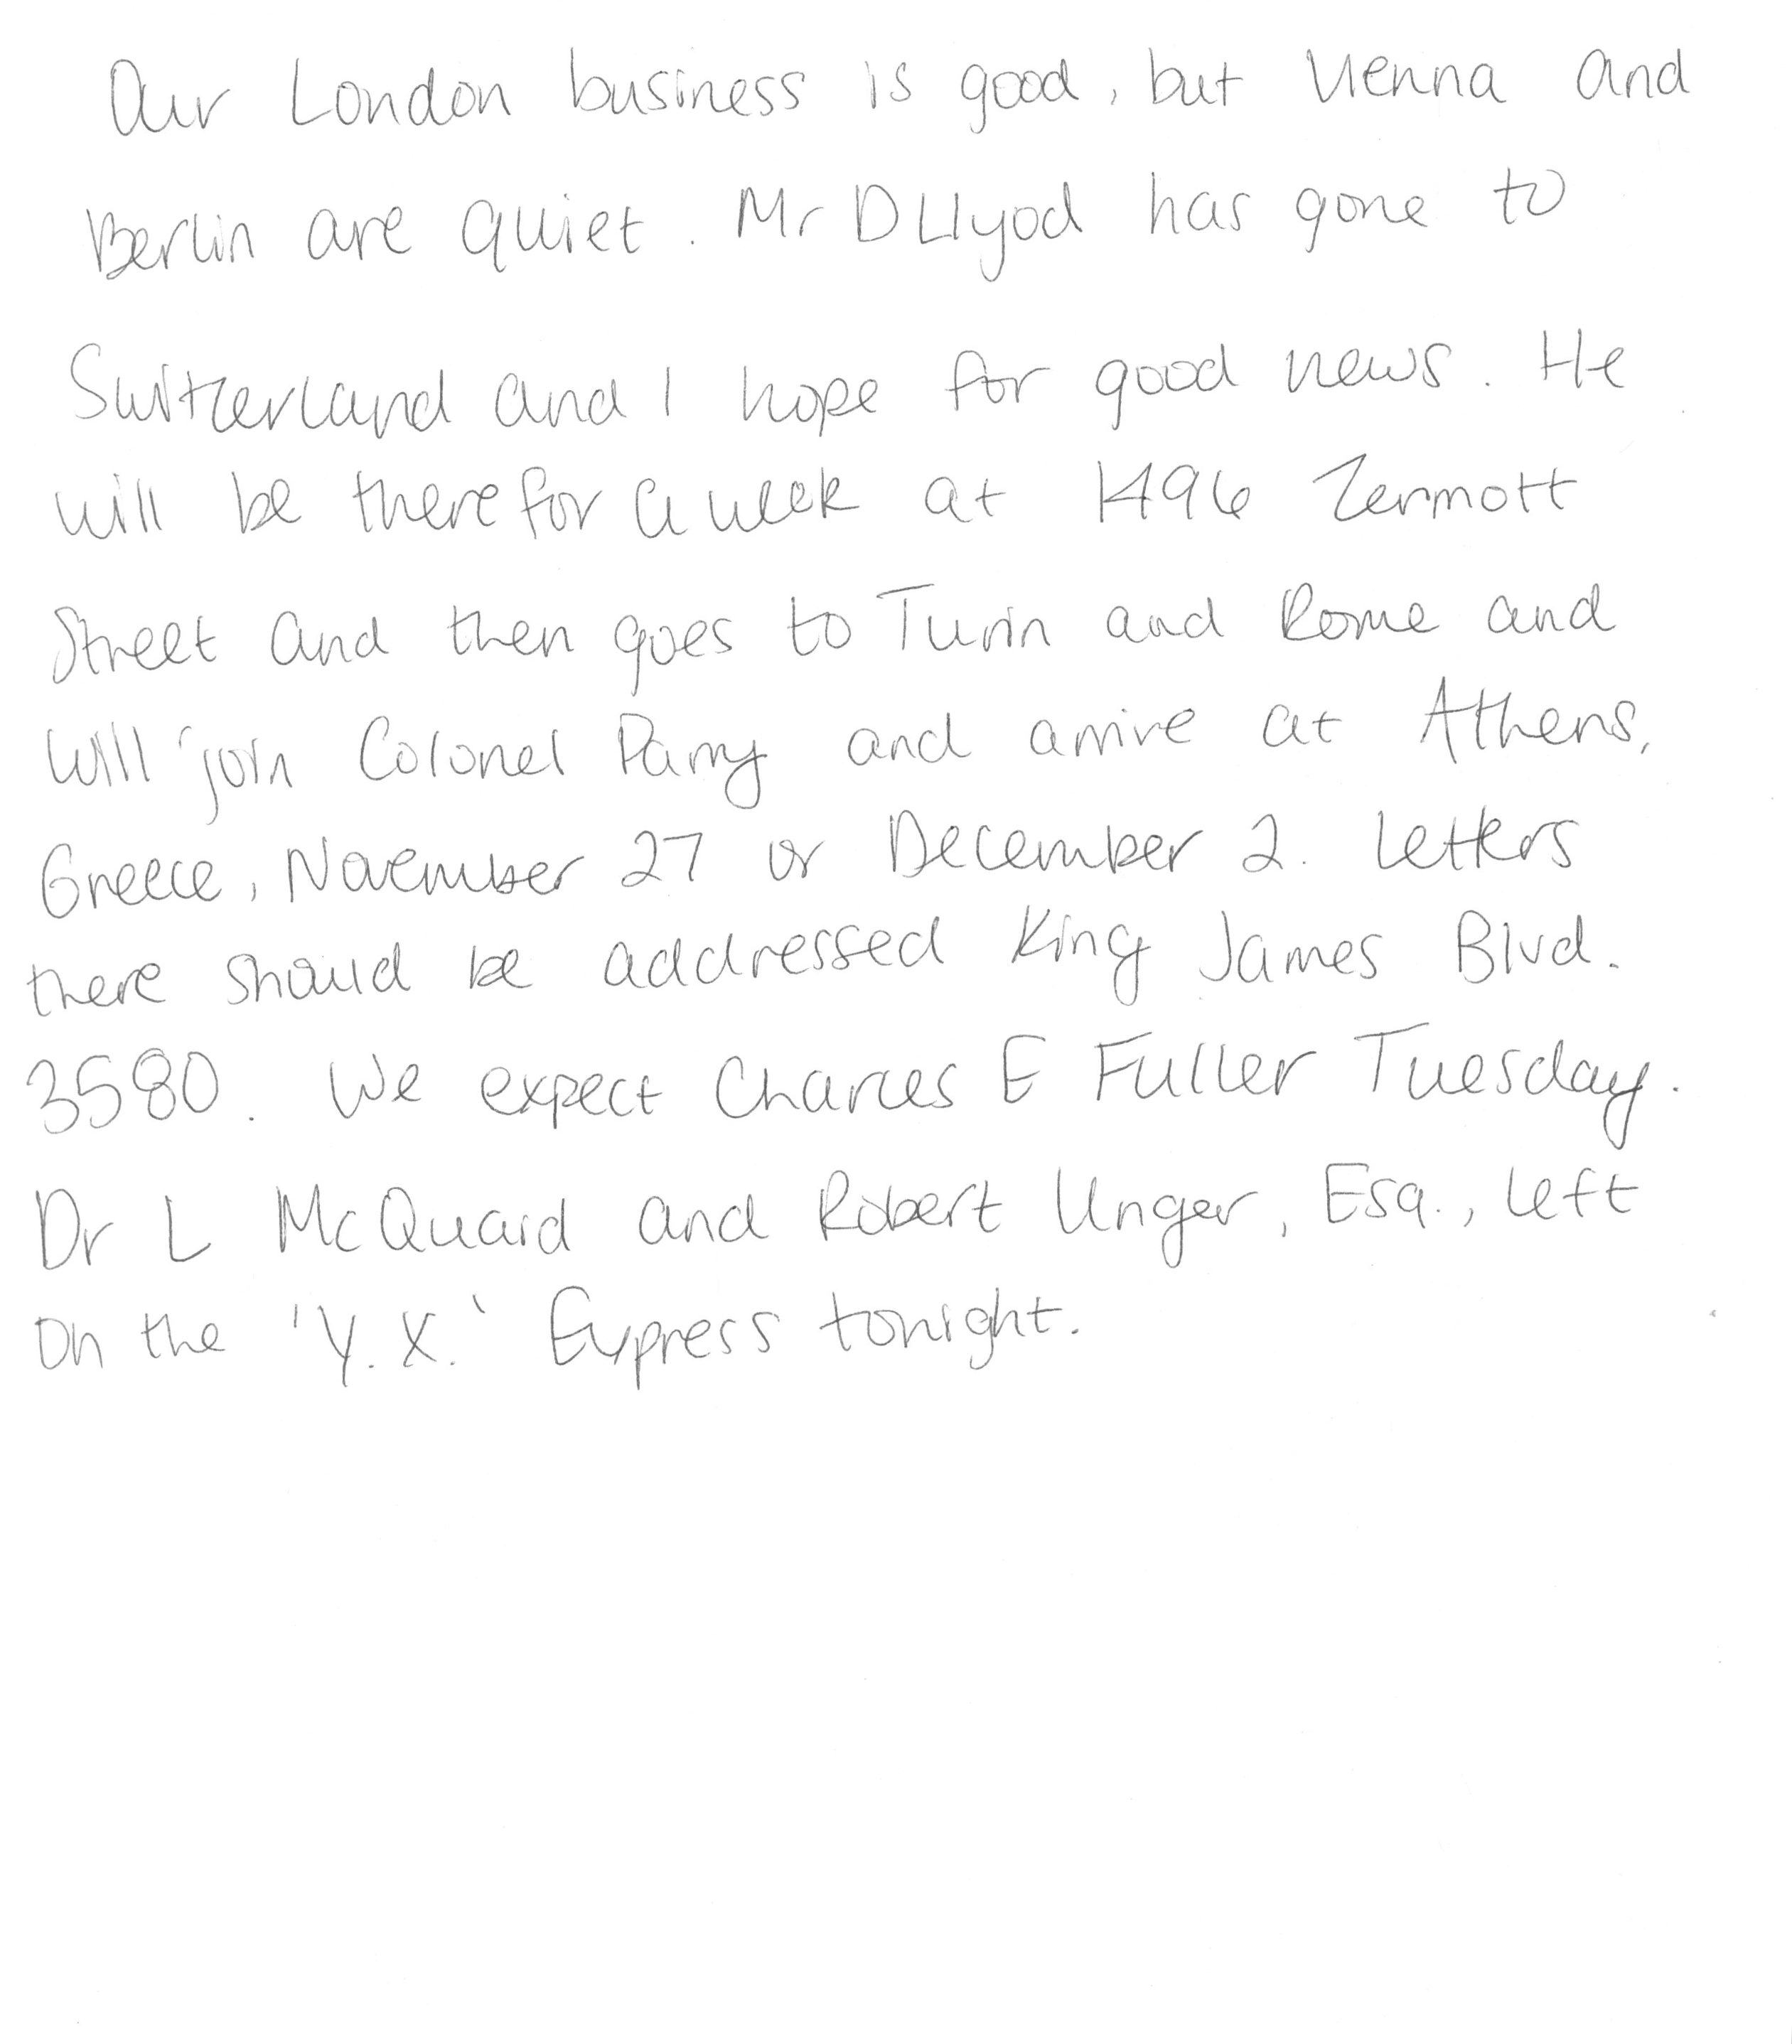 Our London business is good, but Vienna and
Berlin are quiet. Mr D Llyod has gone to
Switzerland and I hope for good news. He
will be there for a week at 1496 Zermott
Street and then goes to Turin and Rome and
will join Colonel Parry and arrive at Athens,
Greece, November 27 or December 2. Letters
there should be addressed King James Blvd.
3580. We expect Charles E Fuller Tuesday.
Dr L McQuaid and Robert Unger, Esq., left
on the 'Y.X.' Express tonight.